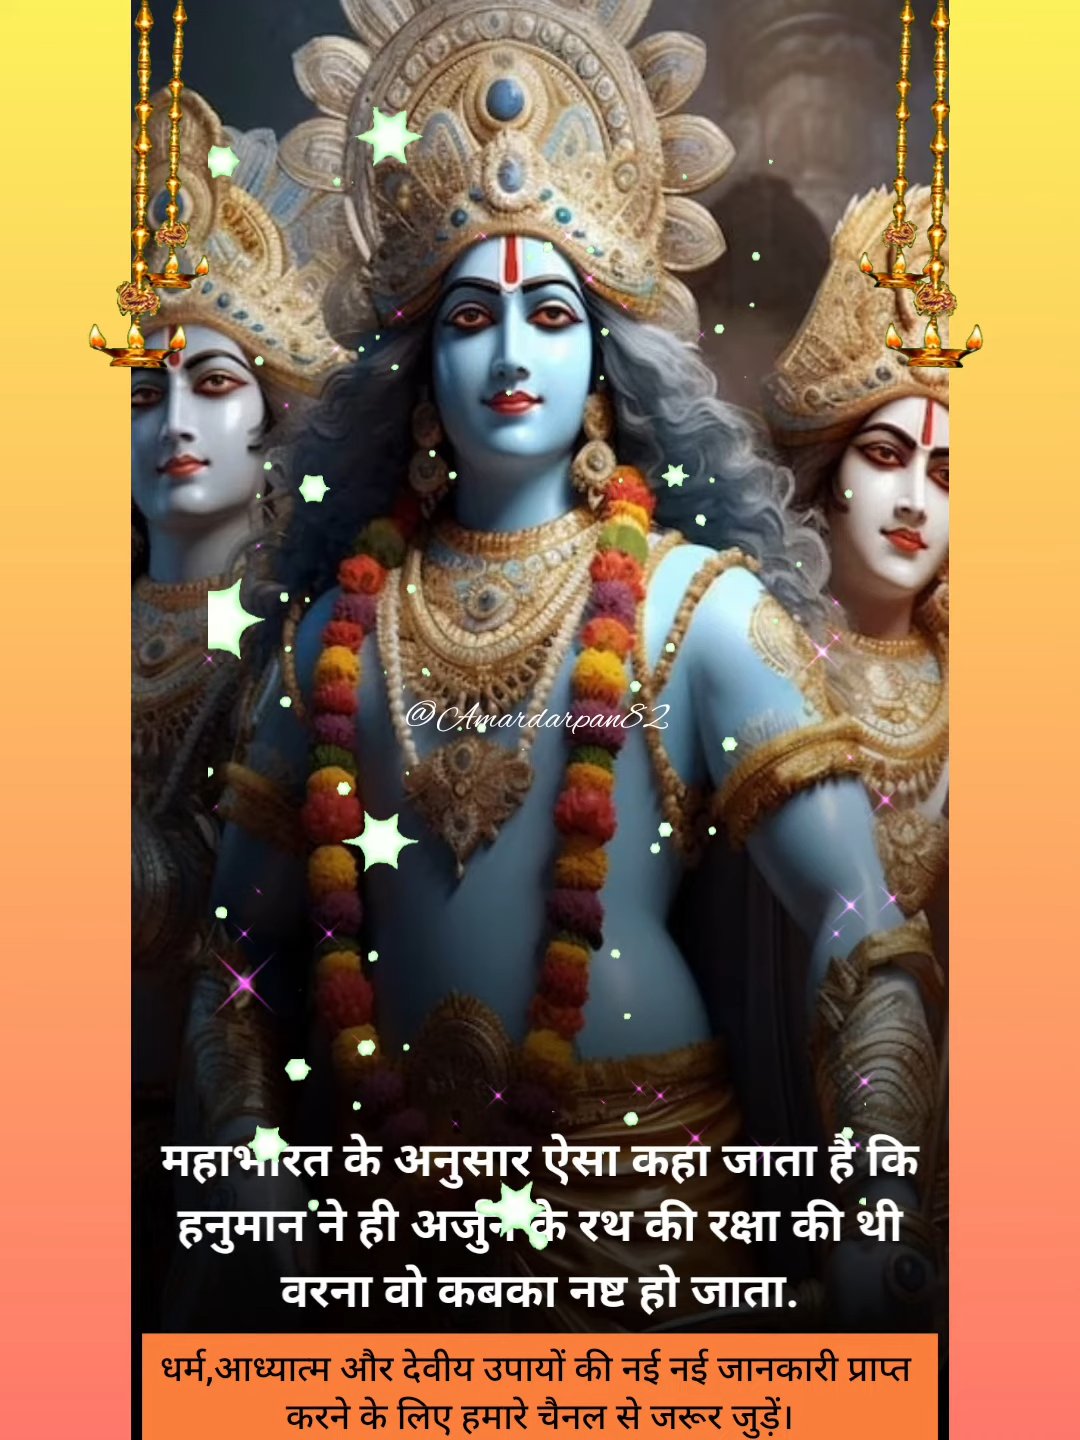 @Amardarpan82
महाभारत के अनुसार ऐसा कहा जाता है कि
हनुमान ने ही अर्जुन के रथ की रक्षा की थी
वरना वो कबका नष्ट हो जाता.
धर्म,आध्यात्म और देवीय उपायों की नई नई जानकारी प्राप्त
करने के लिए हमारे चैनल से जरूर जुड़ें।